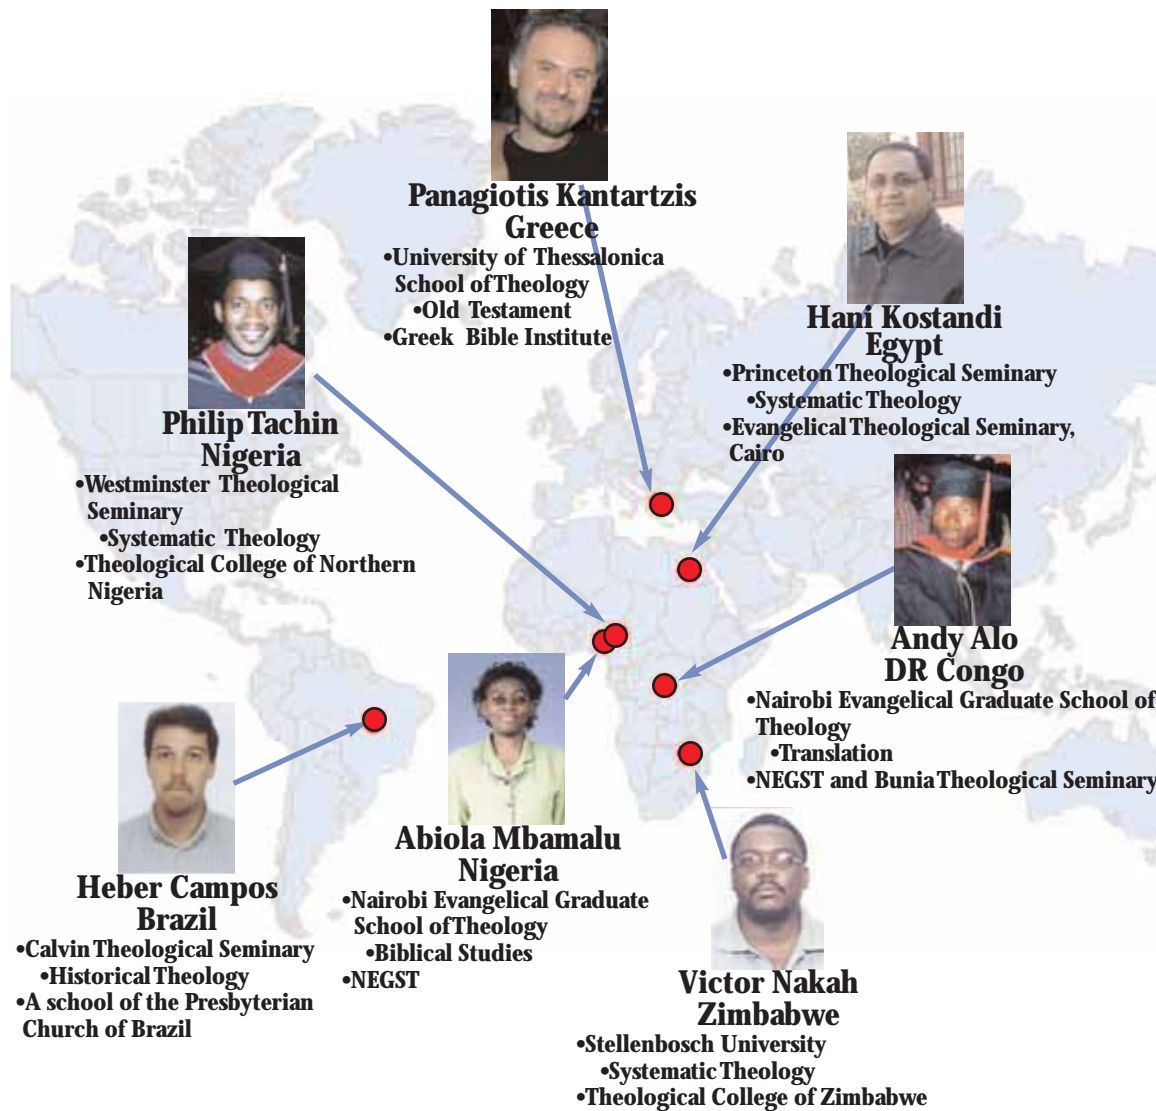 Panagiotis Kantartzis
Greece
•University of Thessalonica
School of Theology
•Old Testament
•Greek Bible Institute
Hani Kostandi
Egypt
•Princeton Theological Seminary
•Systematic Theology
•Evangelical Theological Seminary,
Cairo
Philip Tachin
Nigeria
•Westminster Theological
Seminary
•Systematic Theology
•Theological College of Northern
Nigeria
Andy Alo
DR Congo
•Nairobi Evangelical Graduate School of
Theology
•Translation
•NEGST and Bunia Theological Seminary
Heber Campos
Brazil
•Calvin Theological Seminary
•Historical Theology
•A school of the Presbyterian
Church of Brazil
Abiola Mbamalu
Nigeria
•Nairobi Evangelical Graduate
School of Theology
•Biblical Studies
•NEGST
Victor Nakah
Zimbabwe
•Stellenbosch University
•Systematic Theology
•Theological College of Zimbabwe